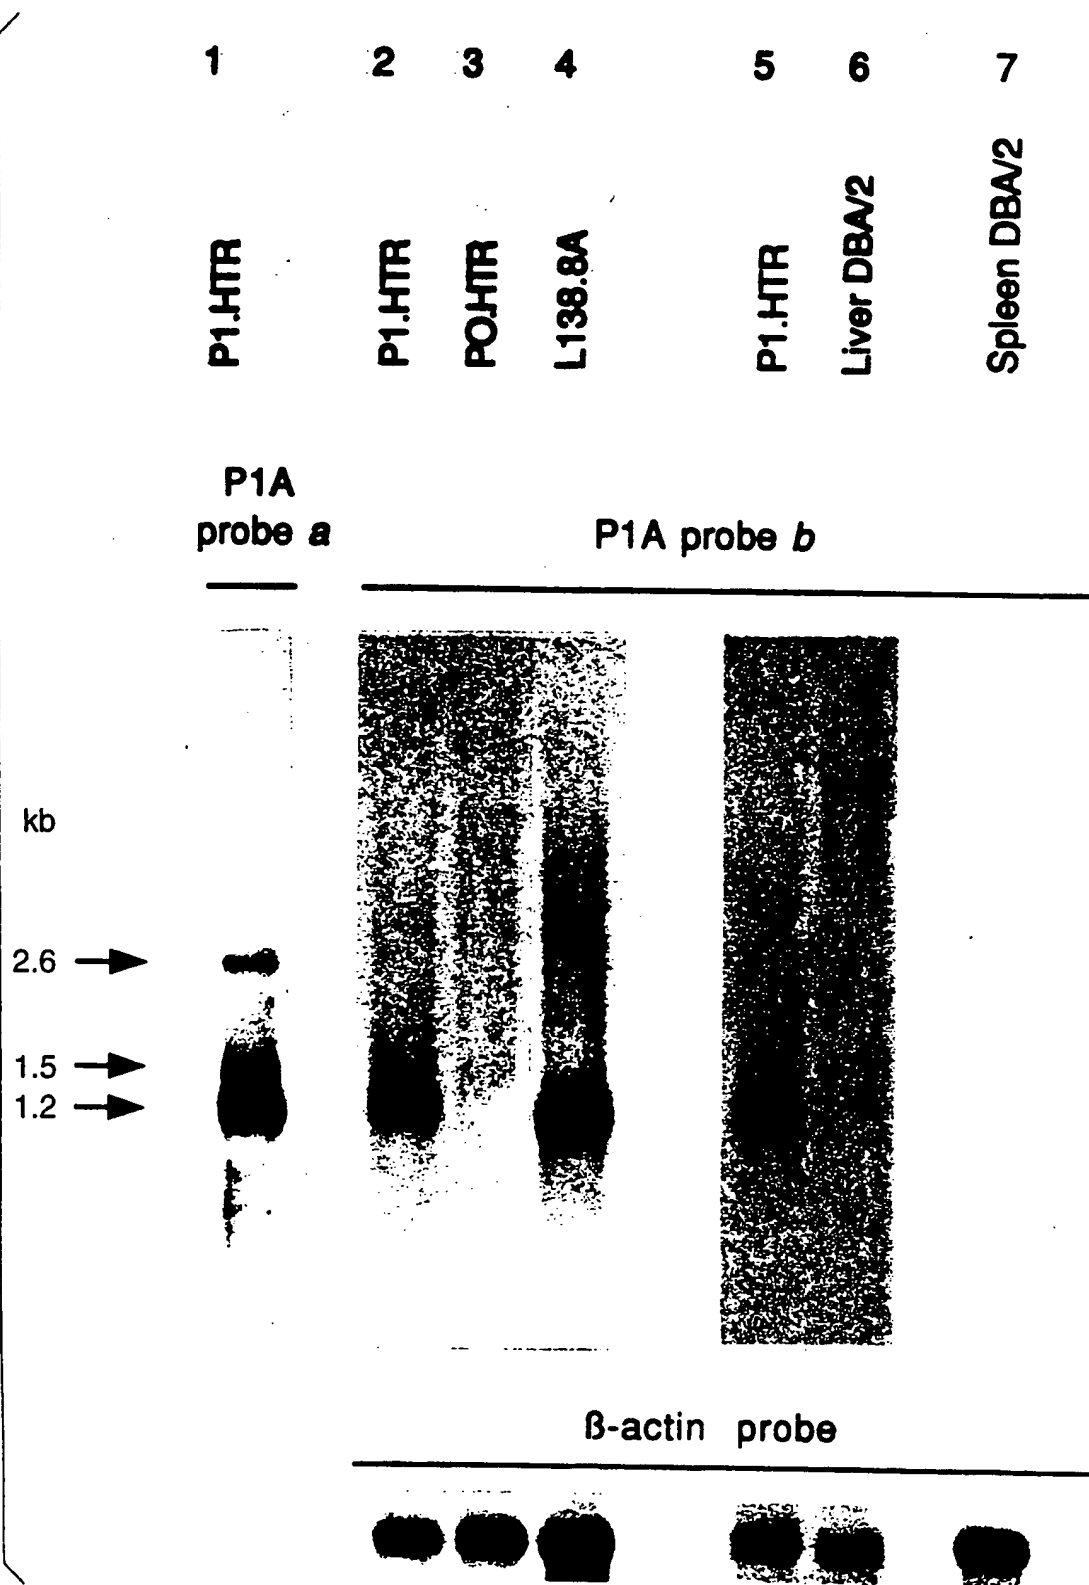 1 2 3 4 5 6 7
P1.HTR P1.HTR PO.HTR L138.8A P1.HTR Liver DBA/2 Spleen DBA/2
P1A
probe a
P1A probe b
kb
2.6
1.5
1.2
ß-actin probe